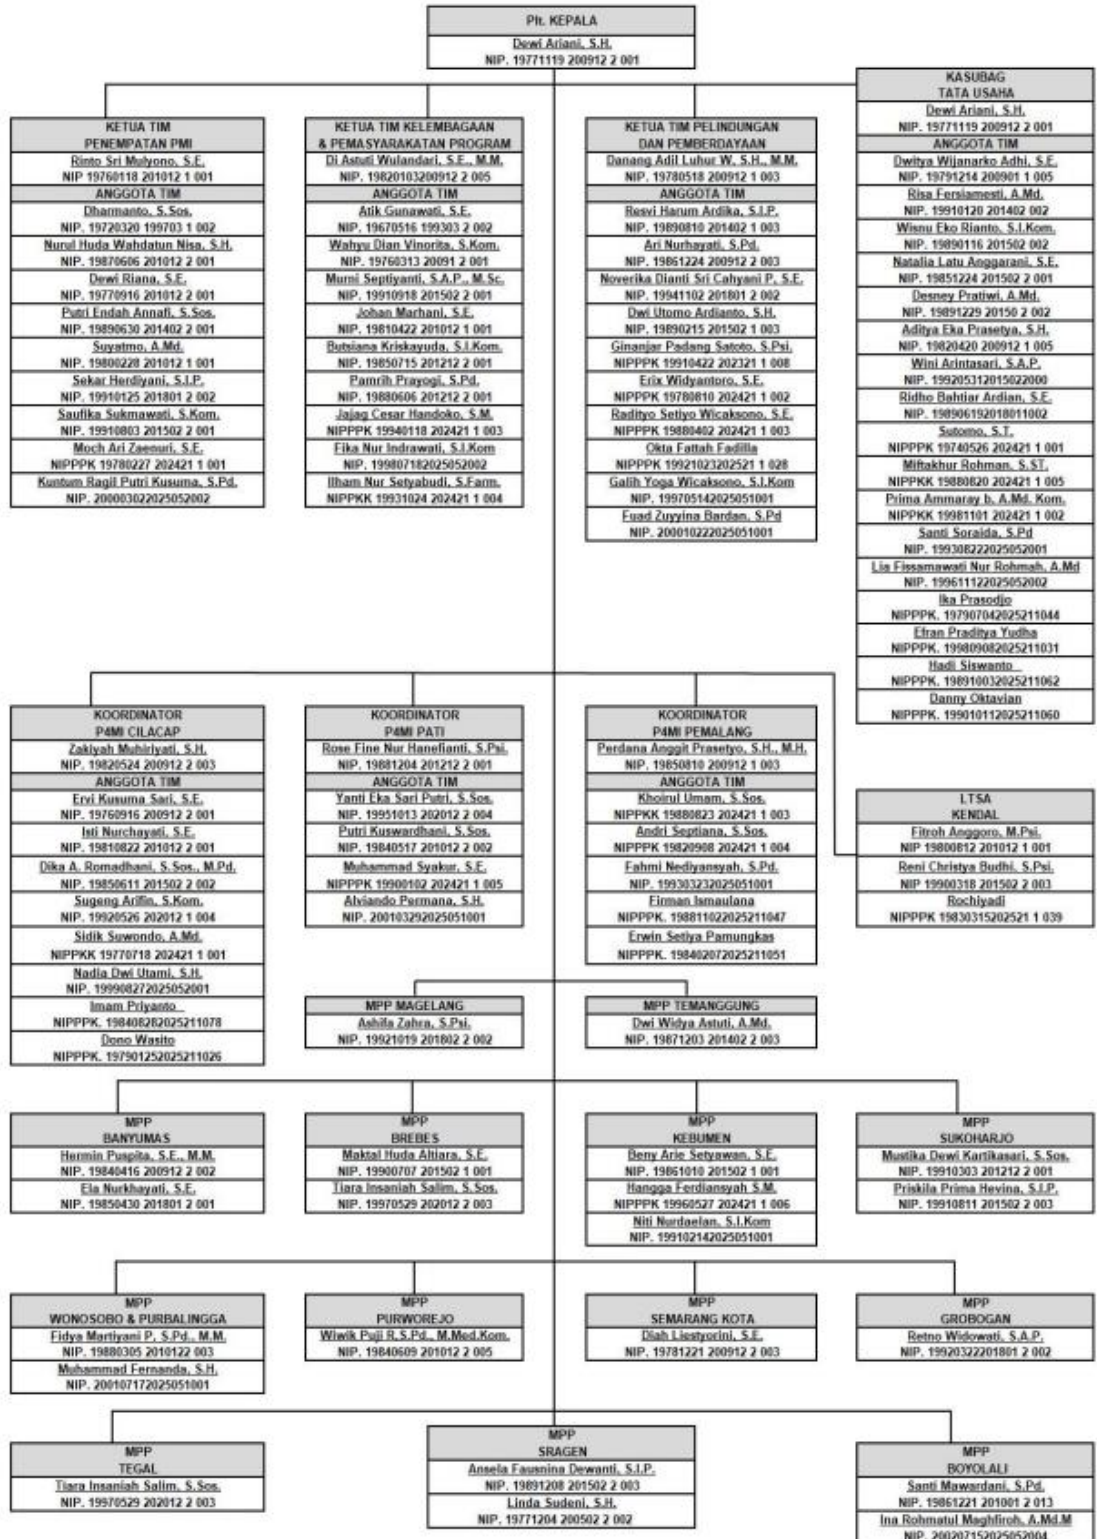 Plt. KEPALA
Dewi Ariani, S.H.
NIP. 19771119 200912 2 001
KASUBAG
TATA USAHA
Dewi Ariani, S.H.
NIP. 19771119 200912 2 001
ANGGOTA TIM
Dwitya Wijanarko Adhi, S.E.
NIP. 19791214 200901 1 005
Risa Fersiamesti, A.Md.
NIP. 19910120 201402 002
Wisnu Eko Rianto, S.I.Kom.
NIP. 19890116 201502 002
Natalia Latu Anggarani, S.E.
NIP. 19851224 201502 2 001
Desney Pratiwi, A.Md.
NIP. 19891229 20150 2 002
Aditya Eka Prasetya, S.H.
NIP. 19820420 200912 1 005
Wini Arintasari, S.A.P.
NIP. 199205312015022000
Ridho Bahtiar Ardian, S.E.
NIP. 198906192018011002
Sutomo, S.T.
NIPPPK 19740526 202421 1 001
Miftakhur Rohman, S.ST.
NIPPKK 19880820 202421 1 005
Prima Ammaray b, A.Md. Kom.
NIPPKK 19981101 202421 1 002
Santi Soraida, S.Pd
NIP. 199308222025052001
Lia Fissamawati Nur Rohmah, A.Md
NIP. 199611122025052002
Ika Prasodjo
NIPPPK. 197907042025211044
Efran Praditya Yudha
NIPPPK. 199809082025211031
Hadi Siswanto
NIPPPK. 198910032025211062
Danny Oktavian
NIPPPK. 199010112025211060
KETUA TIM
PENEMPATAN PMI
Rinto Sri Mulyono, S.E.
NIP 19760118 201012 1 001
ANGGOTA TIM
Dharmanto, S.Sos.
NIP. 19720320 199703 1 002
Nurul Huda Wahdatun Nisa, S.H.
NIP. 19870606 201012 2 001
Dewi Riana, S.E.
NIP. 19770916 201012 2 001
Putri Endah Annafi, S.Sos.
NIP. 19890630 201402 2 001
Suyatmo, A.Md.
NIP. 19800228 201012 1 001
Sekar Herdiyani, S.I.P.
NIP. 19910125 201801 2 002
Saufika Sukmawati, S.Kom.
NIP. 19910803 201502 2 001
Moch Ari Zaenuri, S.E.
NIPPPK 19780227 202421 1 001
Kuntum Ragil Putri Kusuma, S.Pd.
NIP. 200003022025052002
KETUA TIM KELEMBAGAAN
& PEMASYARAKATAN PROGRAM
Di Astuti Wulandari, S.E., M.M.
NIP. 19820103200912 2 005
ANGGOTA TIM
Atik Gunawati, S.E.
NIP. 19670516 199303 2 002
Wahyu Dian Vinorita, S.Kom.
NIP. 19760313 20091 2 001
Murni Septiyanti, S.A.P., M.Sc.
NIP. 19910918 201502 2 001
Johan Marhani, S.E.
NIP. 19810422 201012 1 001
Butsiana Kriskayuda, S.I.Kom.
NIP. 19850715 201212 2 001
Pamrih Prayogi, S.Pd.
NIP. 19880606 201212 2 001
Jajag Cesar Handoko, S.M.
NIPPPK 19940118 202421 1 003
Fika Nur Indrawati, S.I.Kom
NIP. 199807182025052002
Ilham Nur Setyabudi, S.Farm.
NIPPKK 19931024 202421 1 004
KETUA TIM PELINDUNGAN
DAN PEMBERDAYAAN
Danang Adil Luhur W, S.H., M.M.
NIP. 19780518 200912 1 003
ANGGOTA TIM
Resvi Harum Ardika, S.I.P.
NIP. 19890810 201402 1 003
Ari Nurhayati, S.Pd.
NIP. 19861224 200912 2 003
Noverika Dianti Sri Cahyani P, S.E.
NIP. 19941102 201801 2 002
Dwi Utomo Ardianto, S.H.
NIP. 19890215 201502 1 003
Ginanjar Padang Satoto, S.Psi.
NIPPPK 19910422 202321 1 008
Erix Widyantoro, S.E.
NIPPPK 19780810 202421 1 002
Radityo Setiyo Wicaksono, S.E.
NIPPPK 19880402 202421 1 003
Okta Fattah Fadilla
NIPPPK 19921023202521 1 028
Galih Yoga Wicaksono, S.I.Kom
NIP. 199705142025051001
Fuad Zuyyina Bardan, S.Pd
NIP. 200010222025051001
KOORDINATOR
P4MI CILACAP
Zakiyah Muhiriyati, S.H.
NIP. 19820524 200912 2 003
ANGGOTA TIM
Ervi Kusuma Sari, S.E.
NIP. 19760916 200912 2 001
Isti Nurchayati, S.E.
NIP. 19810822 201012 2 001
Dika A. Romadhani, S.Sos., M.Pd.
NIP. 19850611 201502 2 002
Sugeng Arifin, S.Kom.
NIP. 19920526 202012 1 004
Sidik Suwondo, A.Md.
NIPPKK 19770718 202421 1 001
Nadia Dwi Utami, S.H.
NIP. 199908272025052001
Imam Priyanto
NIPPPK. 198408282025211078
Dono Wasito
NIPPPK. 197901252025211026
KOORDINATOR
P4MI PATI
Rose Fine Nur Hanefianti, S.Psi.
NIP. 19881204 201212 2 001
ANGGOTA TIM
Yanti Eka Sari Putri, S.Sos.
NIP. 19951013 202012 2 004
Putri Kuswardhani, S.Sos.
NIP. 19840517 201012 2 002
Muhammad Syakur, S.E.
NIPPPK 19900102 202421 1 005
Alviando Permana, S.H.
NIP. 200103292025051001
KOORDINATOR
P4MI PEMALANG
Perdana Anggit Prasetyo, S.H., M.H.
NIP. 19850810 200912 1 003
ANGGOTA TIM
Khoirul Umam, S.Sos.
NIPPKK 19880823 202421 1 003
Andri Septiana, S.Sos.
NIPPPK 19820908 202421 1 004
Fahmi Nediyansyah, S.Pd.
NIP. 199303232025051001
Firman Ismaulana
NIPPPK. 198811022025211047
Erwin Setiya Pamungkas
NIPPPK. 198402072025211051
LTSA
KENDAL
Fitroh Anggoro, M.Psi.
NIP 19800812 201012 1 001
Reni Christya Budhi, S.Psi.
NIP 19900318 201502 2 003
Rochiyadi
NIPPPK 19830315202521 1 039
MPP MAGELANG
Ashifa Zahra, S.Psi.
NIP. 19921019 201802 2 002
MPP TEMANGGUNG
Dwi Widya Astuti, A.Md.
NIP. 19871203 201402 2 003
MPP
BANYUMAS
Hermin Puspita, S.E., M.M.
NIP. 19840416 200912 2 002
Ela Nurkhayati, S.E.
NIP. 19850430 201801 2 001
MPP
BREBES
Maktal Huda Altiara, S.E.
NIP. 19900707 201502 1 001
Tiara Insaniah Salim, S.Sos.
NIP. 19970529 202012 2 003
MPP
KEBUMEN
Beny Arie Setyawan, S.E.
NIP. 19861010 201502 1 001
Hangga Ferdiansyah S.M.
NIPPPK 19960527 202421 1 006
Niti Nurdaelan, S.I.Kom
NIP. 199102142025051001
MPP
SUKOHARJO
Mustika Dewi Kartikasari, S.Sos.
NIP. 19910303 201212 2 001
Priskila Prima Hevina, S.I.P.
NIP. 19910811 201502 2 003
MPP
WONOSOBO & PURBALINGGA
Fidya Martiyani P, S.Pd., M.M.
NIP. 19880305 2010122 003
Muhammad Fernanda, S.H.
NIP. 200107172025051001
MPP
PURWOREJO
Wiwik Puji R,S.Pd., M.Med.Kom.
NIP. 19840609 201012 2 005
MPP
SEMARANG KOTA
Diah Liestyorini, S.E.
NIP. 19781221 200912 2 003
MPP
GROBOGAN
Retno Widowati, S.A.P.
NIP. 19920322201801 2 002
MPP
TEGAL
Tiara Insaniah Salim, S.Sos.
NIP. 19970529 202012 2 003
MPP
SRAGEN
Ansela Fausnina Dewanti, S.I.P.
NIP. 19891208 201502 2 003
Linda Sudeni, S.H.
NIP. 19771204 200502 2 002
MPP
BOYOLALI
Santi Mawardani, S.Pd.
NIP. 19861221 201001 2 013
Ina Rohmatul Maghfiroh, A.Md.M
NIP. 200207152025052004